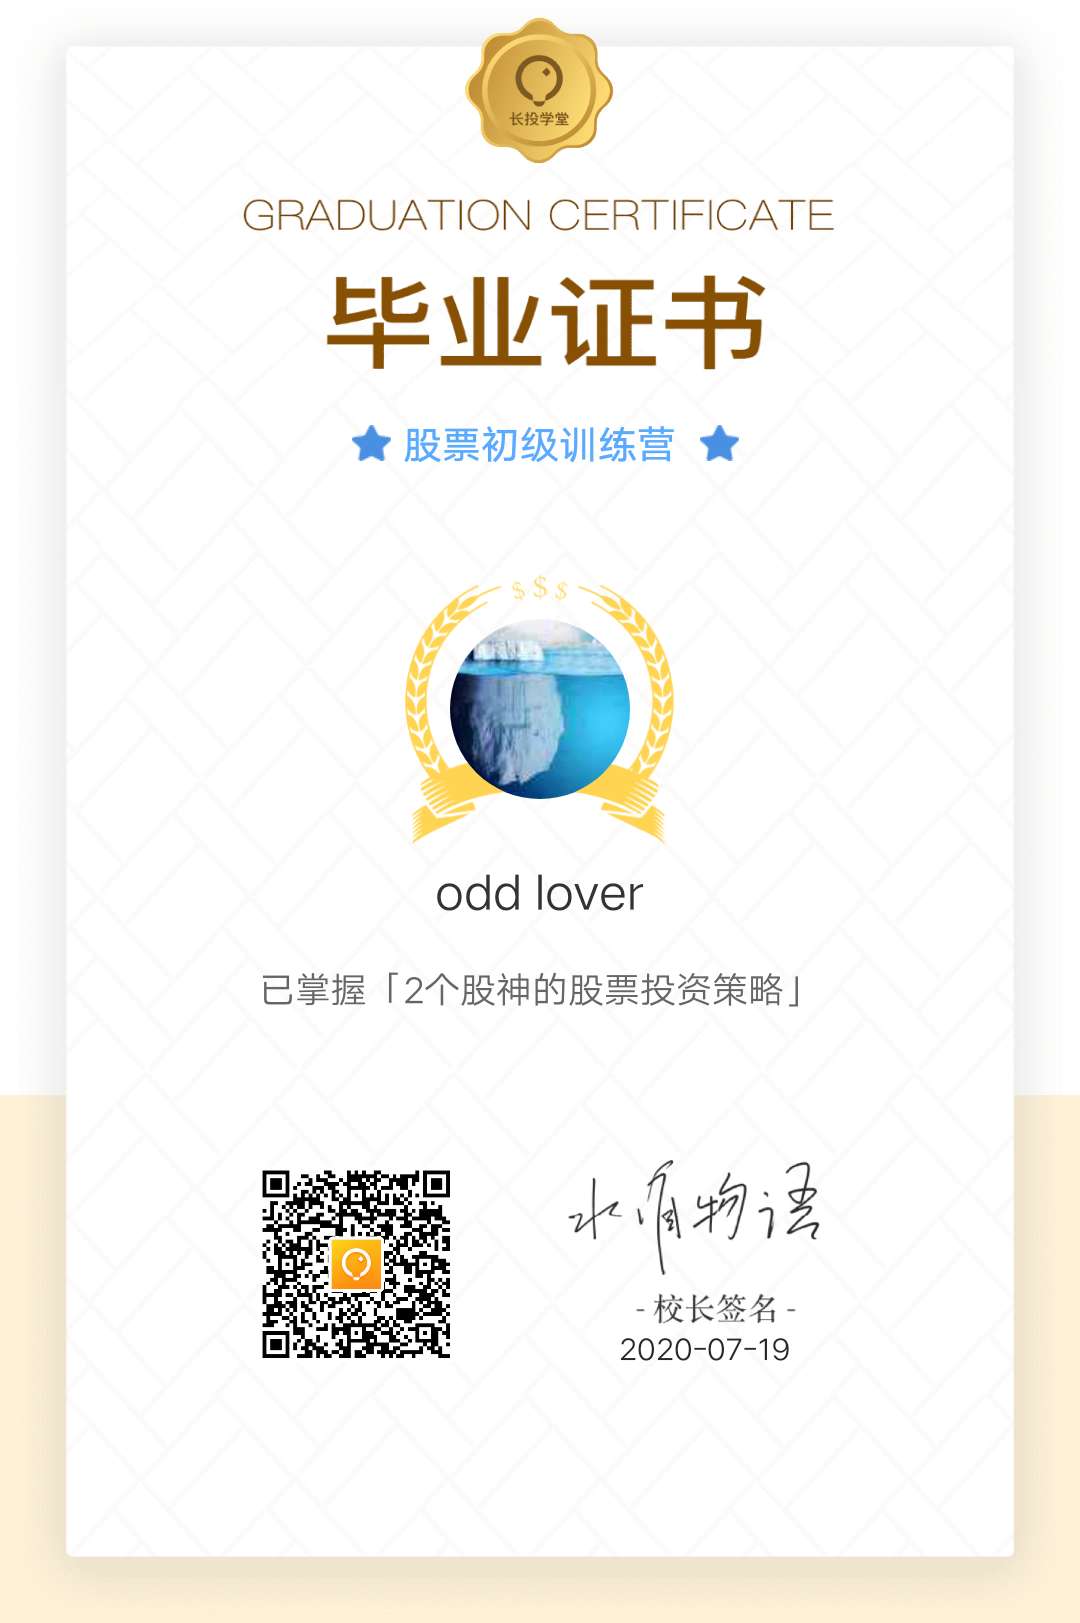 长投学堂
GRADUATION CERTIFICATE
毕业证书
股票初级训练营
$ $ $
odd lover
已掌握「2个股神的股票投资策略」
水湄物语
- 校长签名 -
2020-07-19